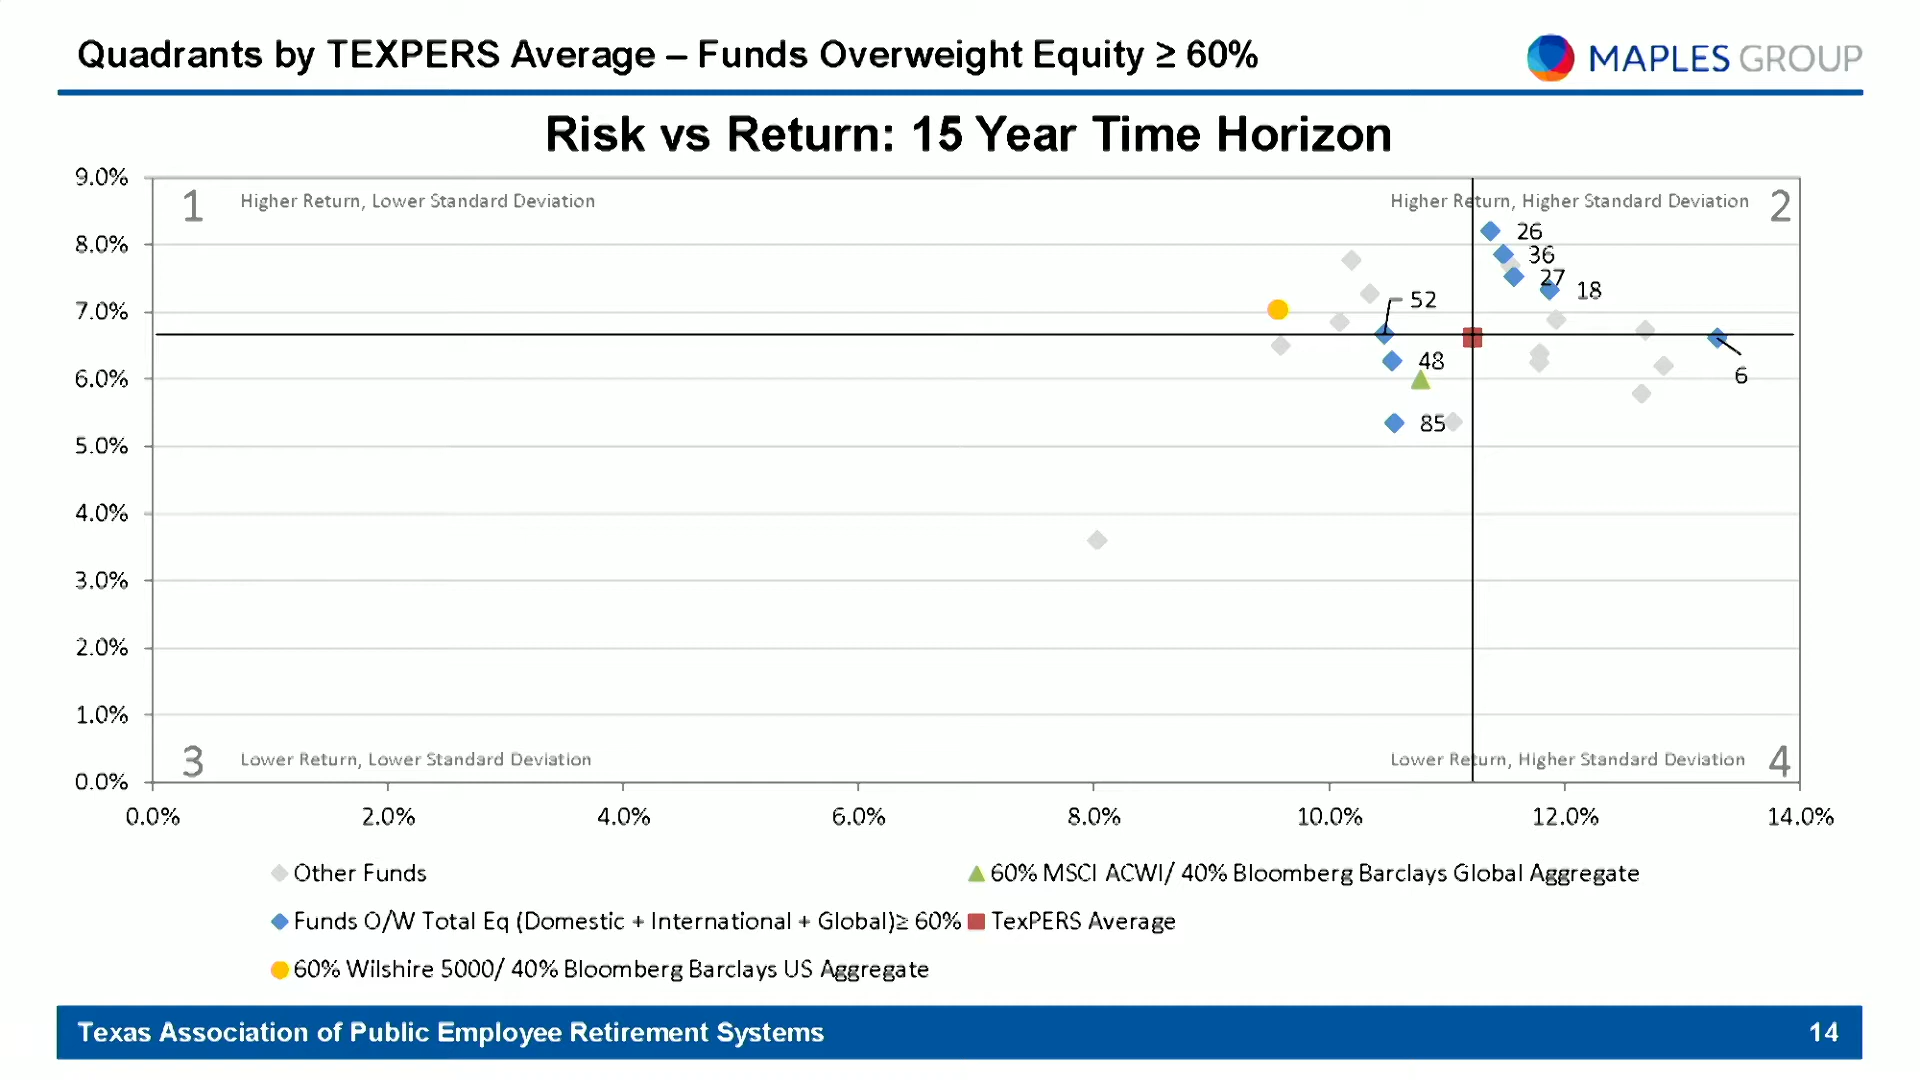 Quadrants by TEXPERS Average – Funds Overweight Equity ≥ 60%
MAPLES GROUP
Risk vs Return: 15 Year Time Horizon
9.0%
1 Higher Return, Lower Standard Deviation
Higher Return, Higher Standard Deviation 2
26
8.0%
36
27
18
52
7.0%
48
6.0%
6
85
5.0%
4.0%
3.0%
2.0%
1.0%
3 Lower Return, Lower Standard Deviation
Lower Return, Higher Standard Deviation 4
0.0%
0.0% 2.0% 4.0% 6.0% 8.0% 10.0% 12.0% 14.0%
Other Funds
60% MSCI ACWI/ 40% Bloomberg Barclays Global Aggregate
Funds O/W Total Eq (Domestic + International + Global)≥ 60%
TexPERS Average
60% Wilshire 5000/ 40% Bloomberg Barclays US Aggregate
Texas Association of Public Employee Retirement Systems
14